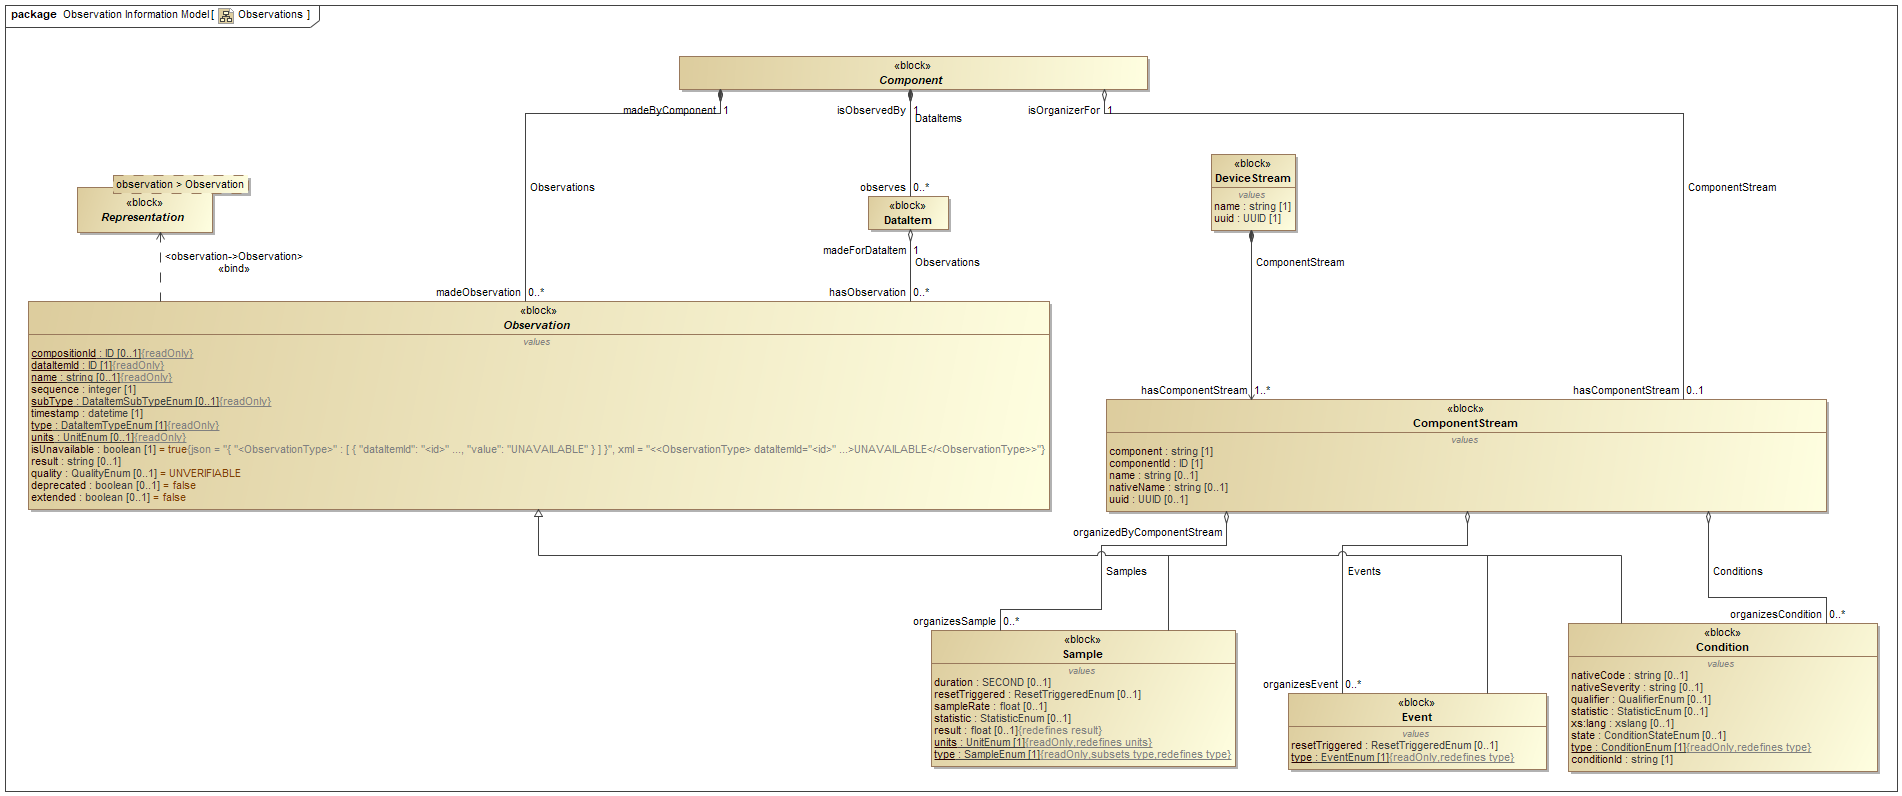 package Observation Information Model[ Observations ]
«block»
Component
madeByComponent 1
isObservedBy 1
DataItems
isOrganizerFor 1
Observations
observes 0..*
ComponentStream
«block»
DeviceStream
values
name : string [1]
uuid : UUID [1]
observation > Observation
«block»
Representation
<observation->Observation>
«bind»
«block»
DataItem
madeForDataItem 1
Observations
ComponentStream
madeObservation 0..*
hasObservation 0..*
«block»
Observation
values
compositionId : ID [0..1]{readOnly}
dataItemId : ID [1]{readOnly}
name : string [0..1]{readOnly}
sequence : integer [1]
subType : DataItemSubTypeEnum [0..1]{readOnly}
timestamp : datetime [1]
type : DataItemTypeEnum [1]{readOnly}
units : UnitEnum [0..1]{readOnly}
isUnavailable : boolean [1] = true{json = "{ "<ObservationType>" : [ { "dataItemId": "<id>" ..., "value": "UNAVAILABLE" } ] }", xml = "<<ObservationType> dataItemId="<id>" ...>UNAVAILABLE</<ObservationType>>"}
result : string [0..1]
quality : QualityEnum [0..1] = UNVERIFIABLE
deprecated : boolean [0..1] = false
extended : boolean [0..1] = false
hasComponentStream 1..*
hasComponentStream 0..1
«block»
ComponentStream
values
component : string [1]
componentId : ID [1]
name : string [0..1]
nativeName : string [0..1]
uuid : UUID [0..1]
organizedByComponentStream
Samples
Events
Conditions
organizesSample 0..*
organizesEvent 0..*
organizesCondition 0..*
«block»
Sample
values
duration : SECOND [0..1]
resetTriggered : ResetTriggeredEnum [0..1]
sampleRate : float [0..1]
statistic : StatisticEnum [0..1]
result : float [0..1]{redefines result}
units : UnitEnum [1]{readOnly,redefines units}
type : SampleEnum [1]{readOnly,subsets type,redefines type}
«block»
Event
values
resetTriggered : ResetTriggeredEnum [0..1]
type : EventEnum [1]{readOnly,redefines type}
«block»
Condition
values
nativeCode : string [0..1]
nativeSeverity : string [0..1]
qualifier : QualifierEnum [0..1]
statistic : StatisticEnum [0..1]
xs:lang : xslang [0..1]
state : ConditionStateEnum [0..1]
type : ConditionEnum [1]{readOnly,redefines type}
conditionId : string [1]